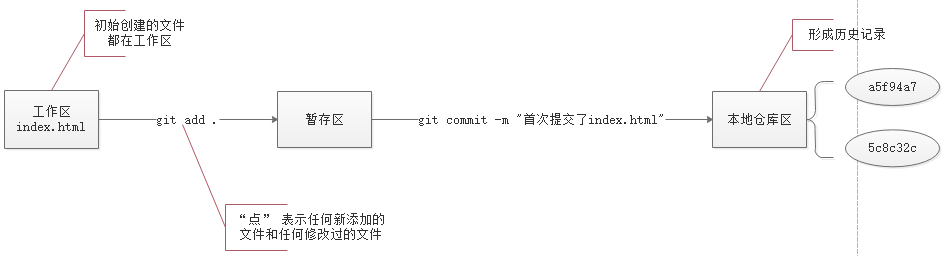 初始创建的文件
都在工作区
形成历史记录
a5f94a7
工作区
index.html
git add .
暂存区
git commit -m "首次提交了index.html"
本地仓库区
5c8c32c
“点” 表示任何新添加的
文件和任何修改过的文件